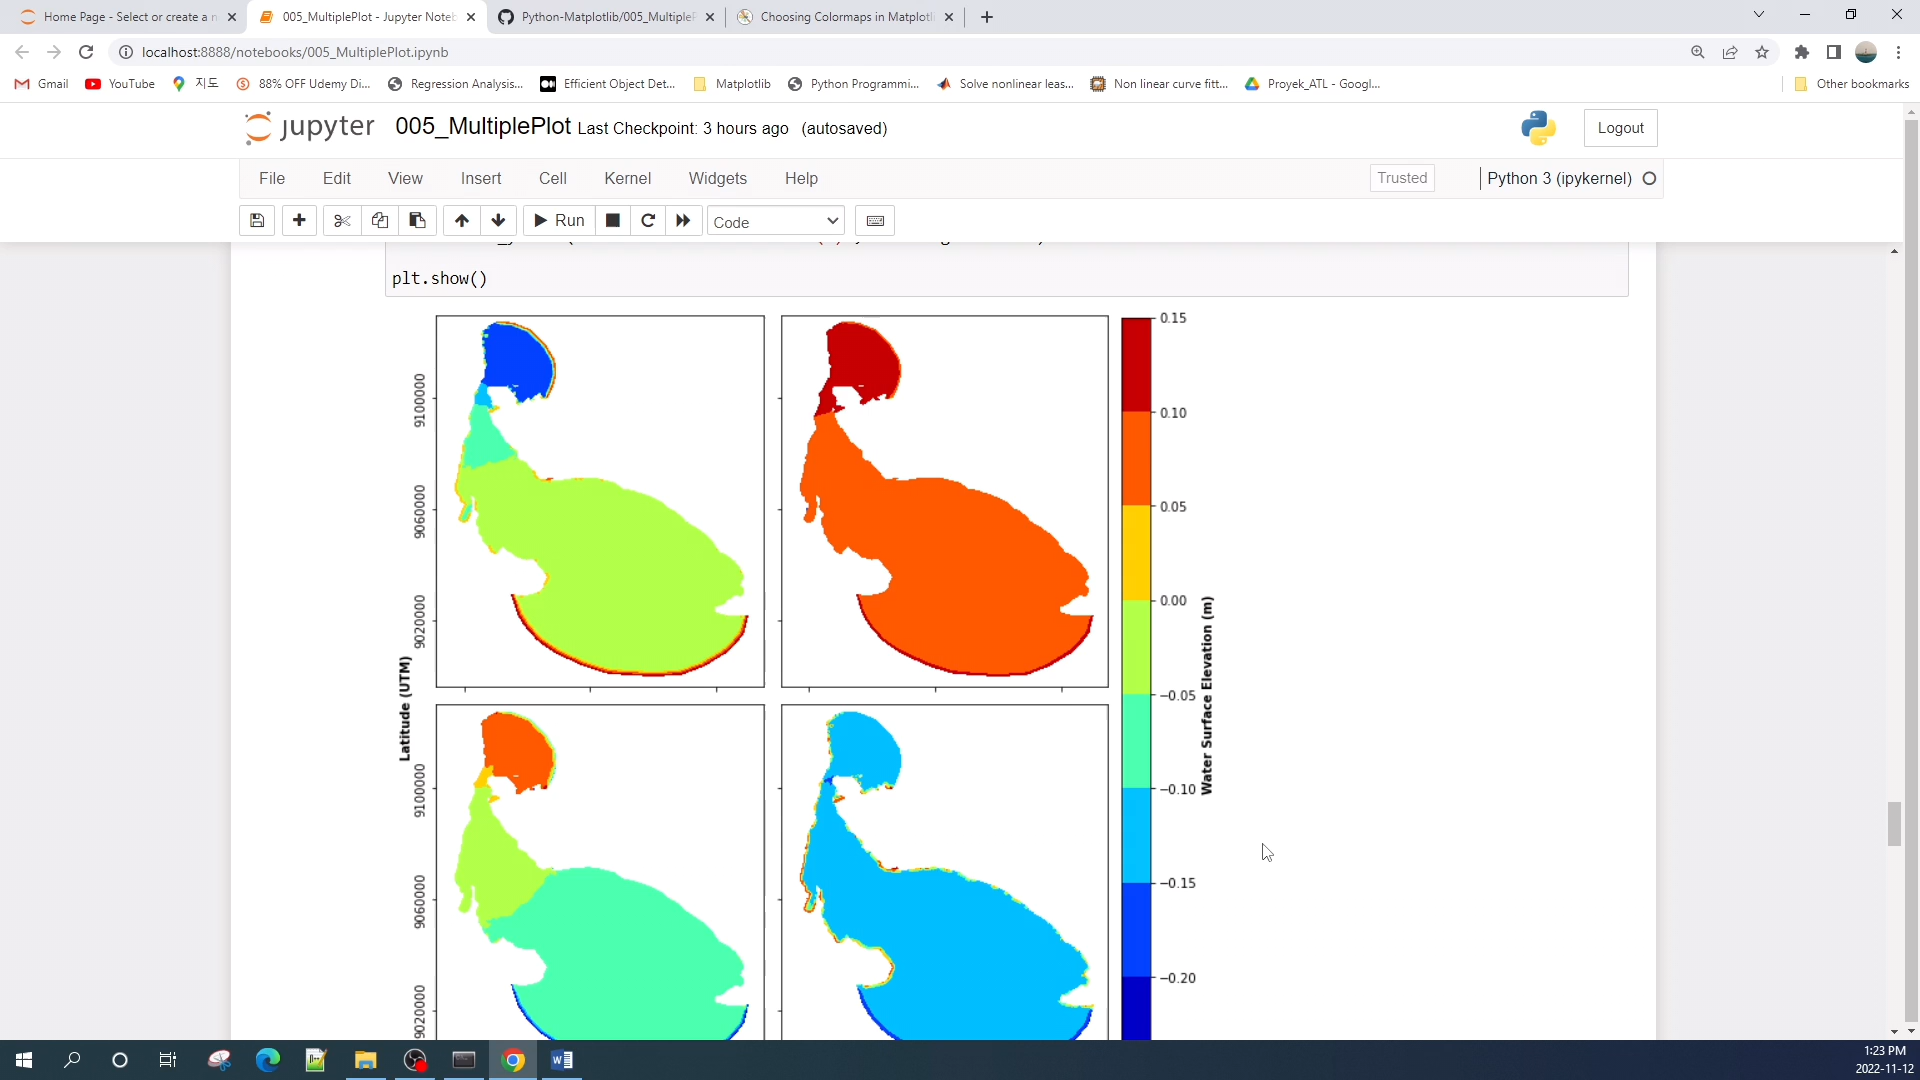 Home Page - Select or create a n
005_MultiplePlot - Jupyter Noteb
Python-Matplotlib/005_MultipleP
Choosing Colormaps in Matplotli
localhost:8888/notebooks/005_MultiplePlot.ipynb
Gmail
YouTube
지도
88% OFF Udemy Di...
Regression Analysis...
Efficient Object Det...
Matplotlib
Python Programmi...
Solve nonlinear leas...
Non linear curve fitt...
Proyek_ATL - Googl...
Other bookmarks
jupyter 005_MultiplePlot Last Checkpoint: 3 hours ago (autosaved)
Logout
File Edit View Insert Cell Kernel Widgets Help
Trusted
Python 3 (ipykernel)
Run
Code
plt.show()
9100000
9060000
9020000
Latitude (UTM)
9100000
9060000
9020000
0.15
0.10
0.05
0.00
−0.05
−0.10
−0.15
−0.20
Water Surface Elevation (m)
1:23 PM
2022-11-12